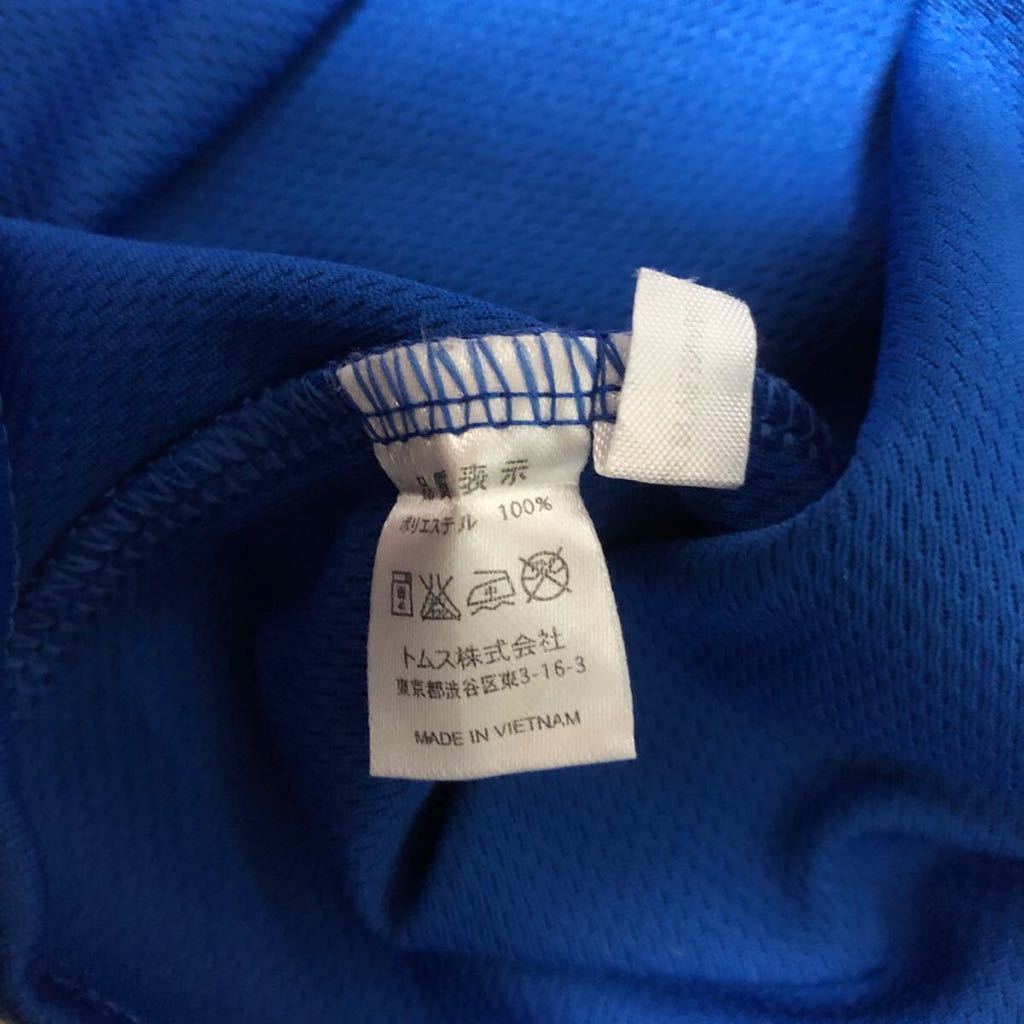 品質表示
ポリエステル 100%
中
トムス株式会社
東京都渋谷区東3-16-3
MADE IN VIETNAM